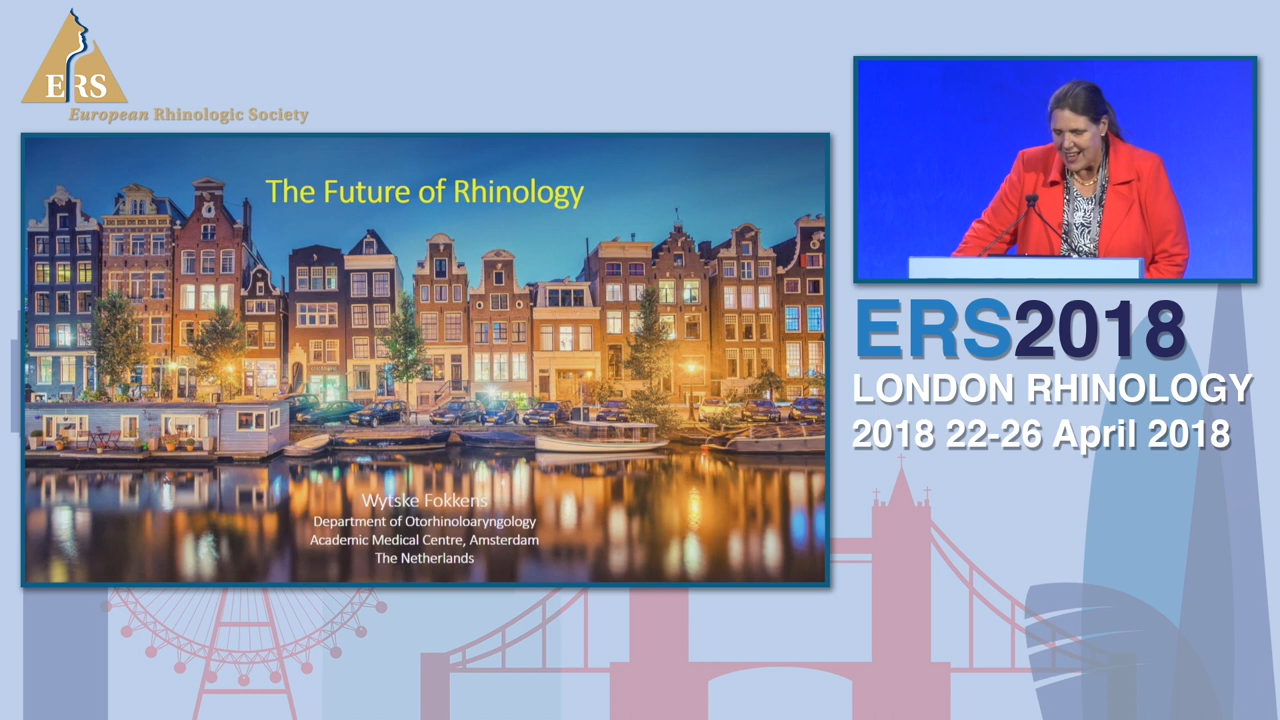 ERS
European Rhinologic Society
The Future of Rhinology
Wytske Fokkens
Department of Otorhinoloaryngology
Academic Medical Centre, Amsterdam
The Netherlands
ERS2018
LONDON RHINOLOGY
2018 22-26 April 2018